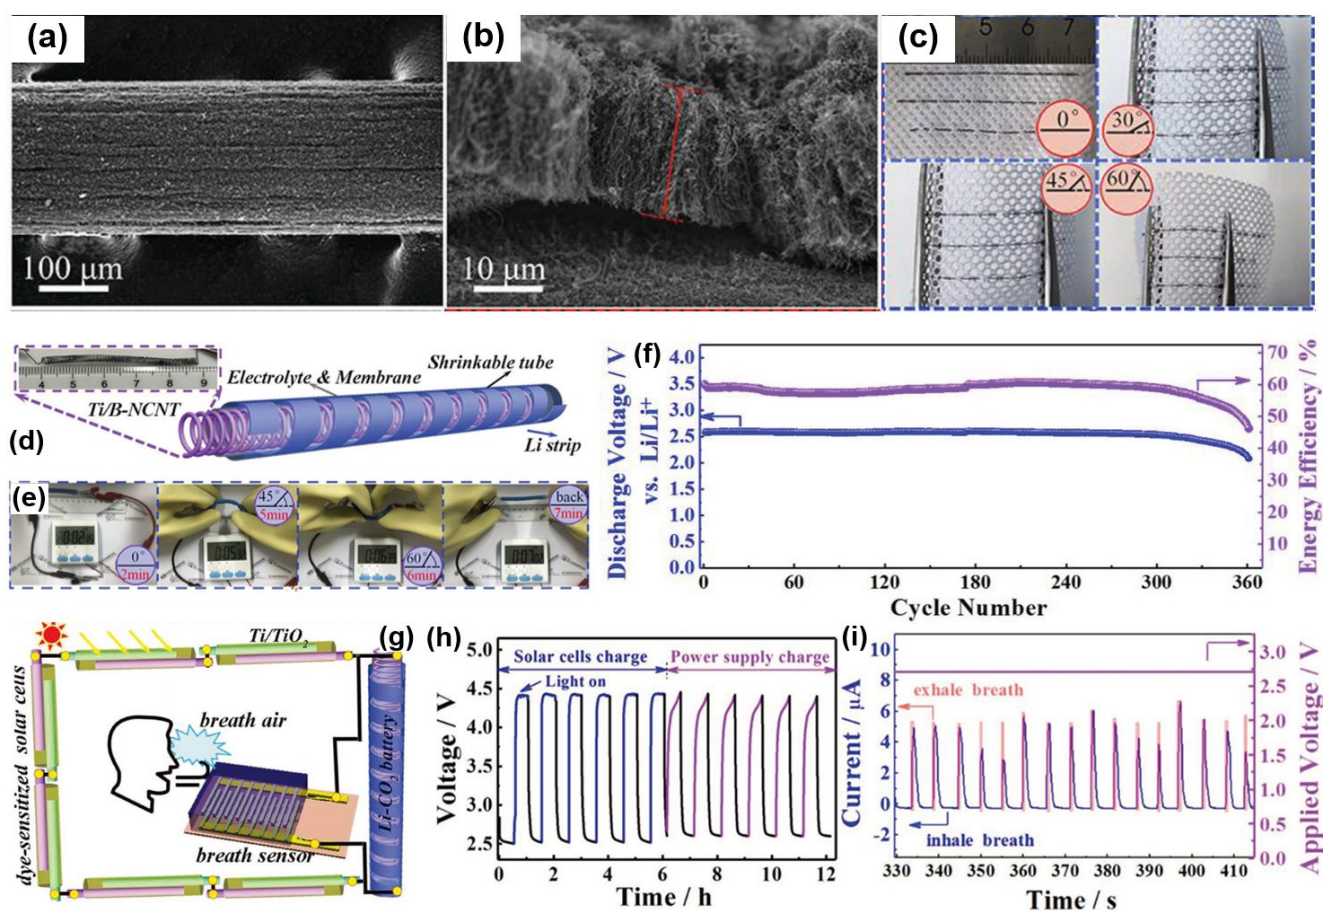 (a)
100 μm
(b)
10 μm
(c)
5 6 7
0°
30°
45°
60°
(d)
4 5 6 7 8 9
Ti/B-NCNT
Electrolyte & Membrane
Shrinkable tube
Li strip
(e)
0°
2min
45°
5min
60°
6min
back
7min
(f)
Discharge Voltage / V
vs. Li/Li⁺
4.0
3.5
3.0
2.5
2.0
1.5
1.0
0.5
0.0
0 60 120 180 240 300 360
Cycle Number
70
60
50
40
30
20
10
Energy Efficiency / %
(g)
Ti/TiO₂
dye-sensitized solar cells
breath air
breath sensor
Li-CO₂ battery
(h)
Solar cells charge
Power supply charge
Light on
Voltage / V
5.0
4.5
4.0
3.5
3.0
2.5
0 2 4 6 8 10 12
Time / h
(i)
exhale breath
inhale breath
Current / μA
10
8
6
4
2
0
-2
330 340 350 360 370 380 390 400 410
Time / s
3.0
2.5
2.0
1.5
1.0
0.5
0.0
Applied Voltage / V